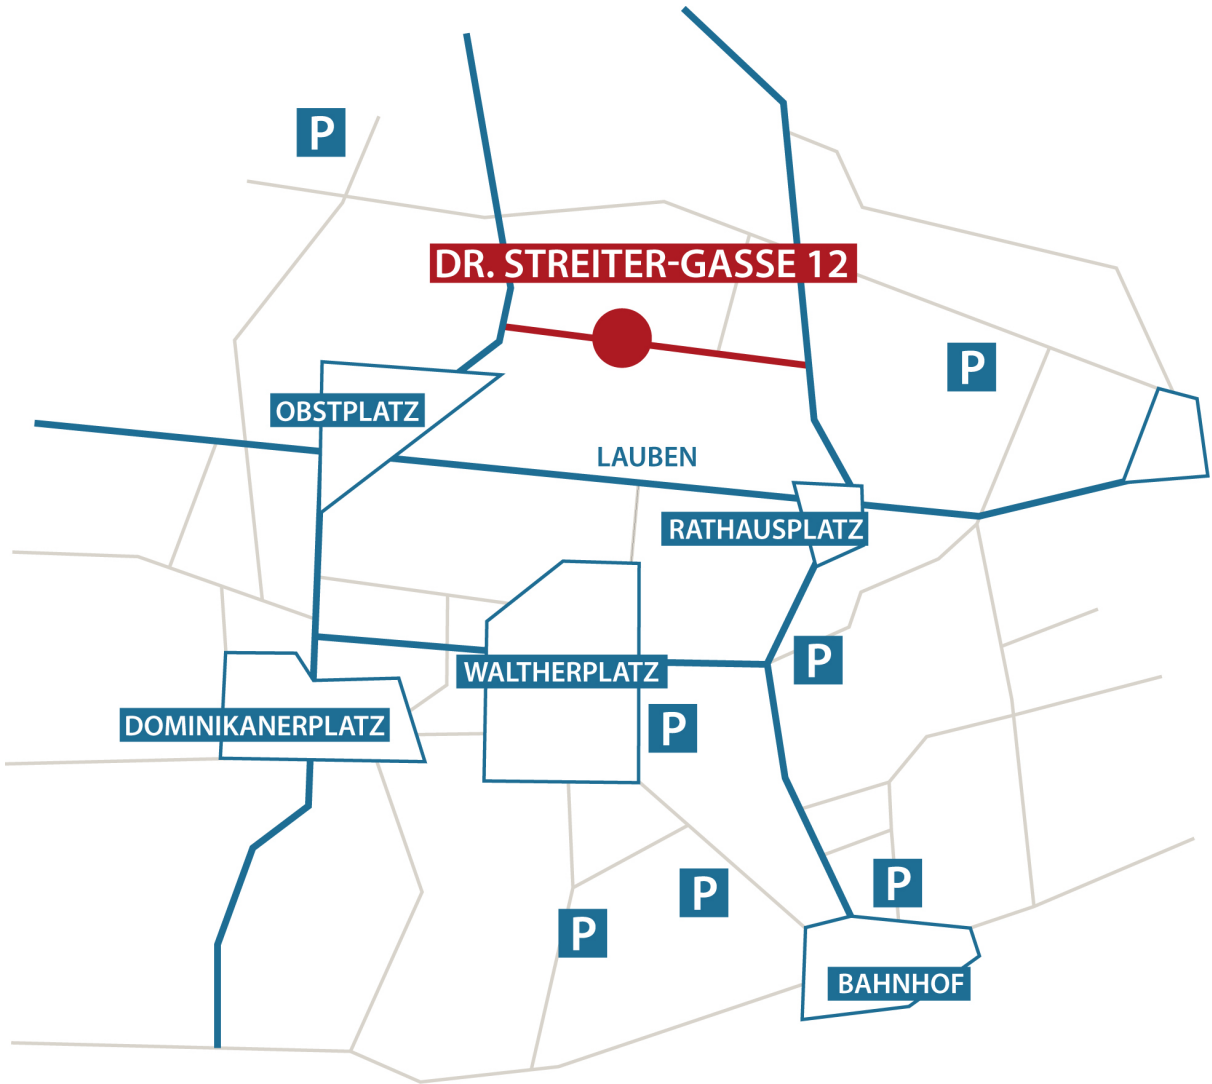 P
DR. STREITER-GASSE 12
P
OBSTPLATZ
LAUBEN
RATHAUSPLATZ
P
WALTHERPLATZ
DOMINIKANERPLATZ
P
P
P
P
BAHNHOF